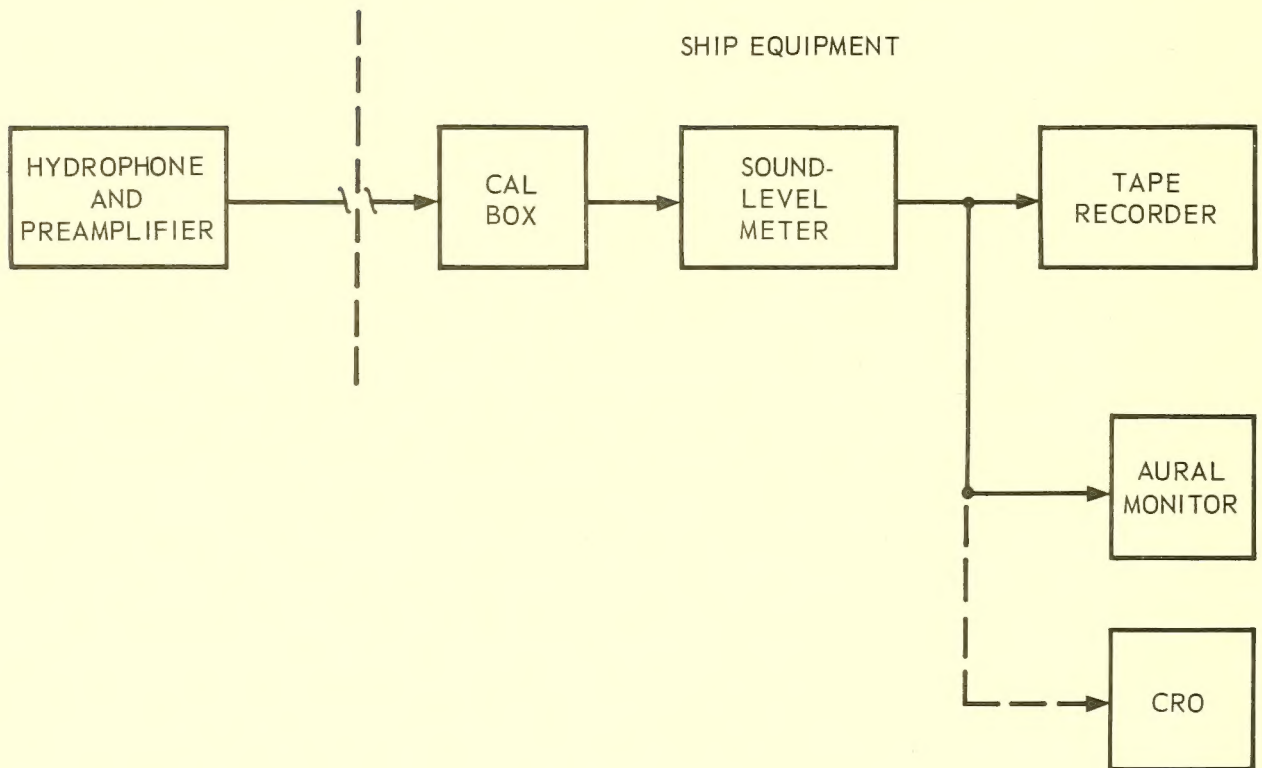 SHIP EQUIPMENT
HYDROPHONE
AND
PREAMPLIFIER
CAL
BOX
SOUND-
LEVEL
METER
TAPE
RECORDER
AURAL
MONITOR
CRO